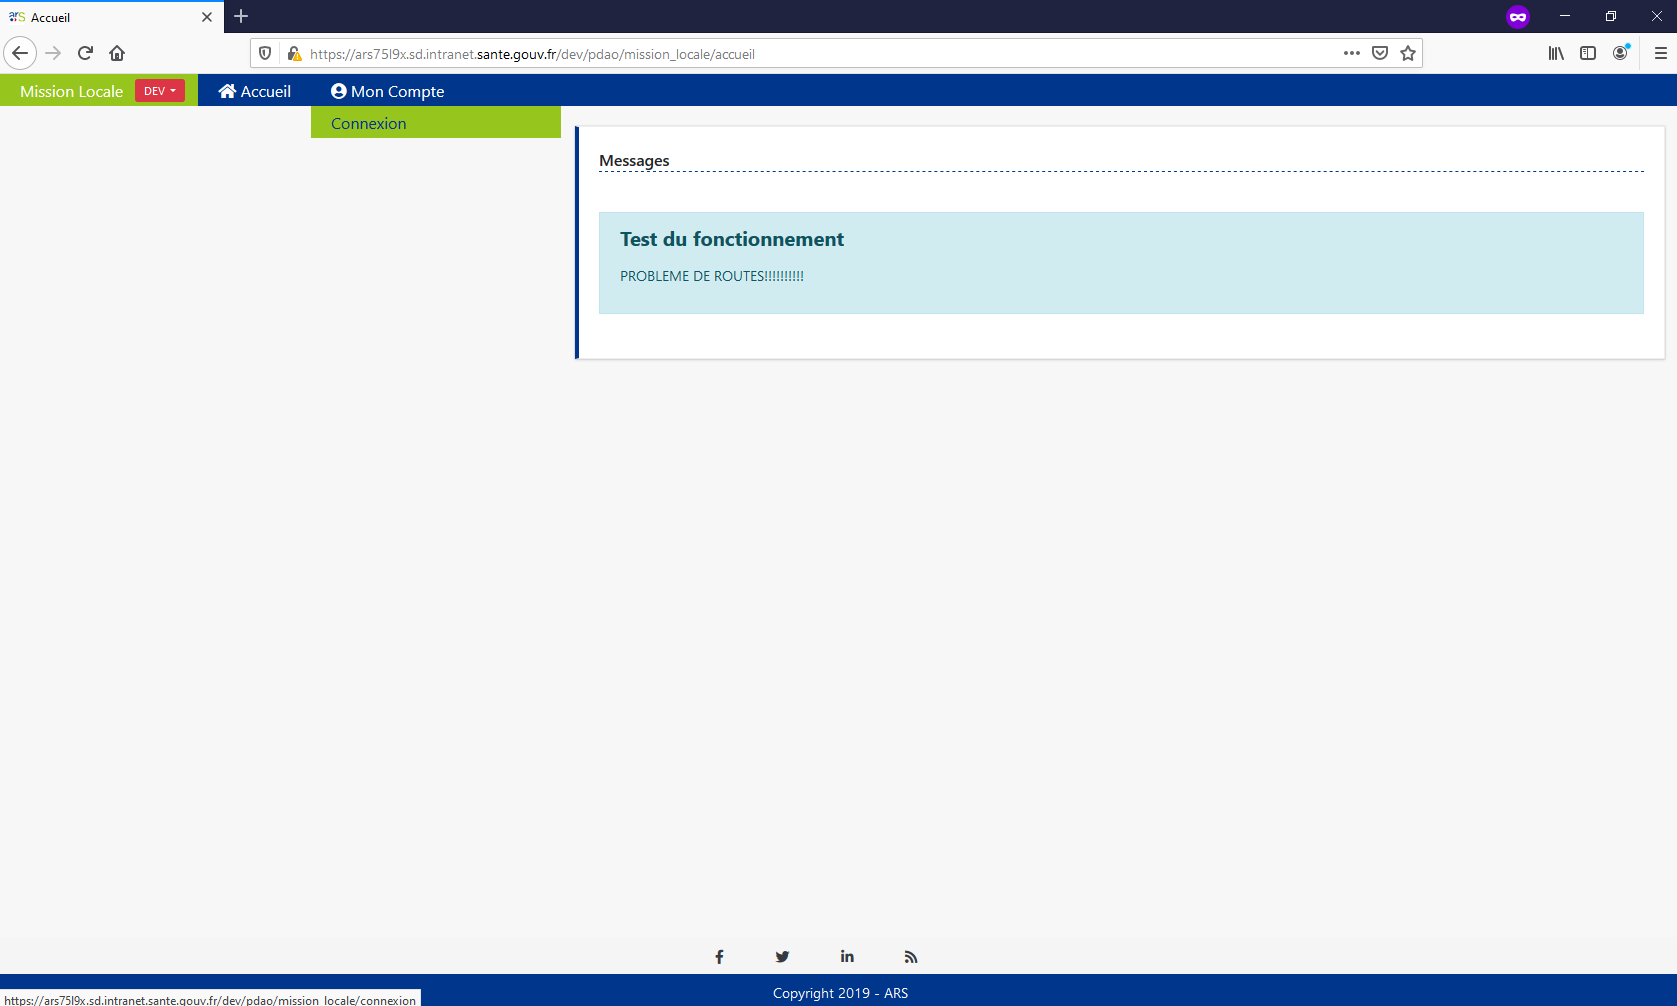 arS Accueil
https://ars75l9x.sd.intranet.sante.gouv.fr/dev/pdao/mission_locale/accueil
Mission Locale DEV Accueil Mon Compte
Connexion
Messages
Test du fonctionnement
PROBLEME DE ROUTES!!!!!!!!!!
Copyright 2019 - ARS
https://ars75l9x.sd.intranet.sante.gouv.fr/dev/pdao/mission_locale/connexion